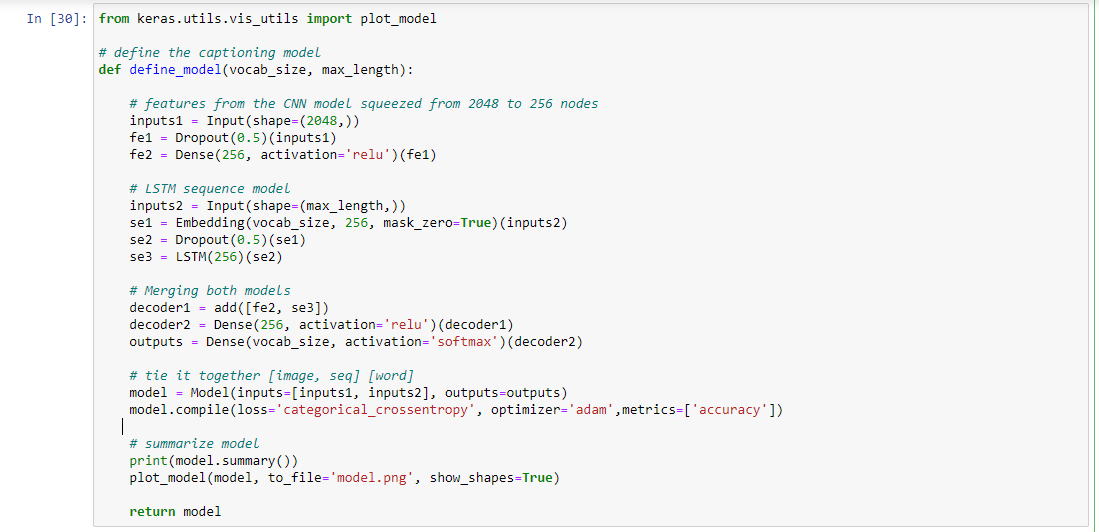 In [30]: from keras.utils.vis_utils import plot_model
# define the captioning model
def define_model(vocab_size, max_length):
# features from the CNN model squeezed from 2048 to 256 nodes
inputs1 = Input(shape=(2048,))
fe1 = Dropout(0.5)(inputs1)
fe2 = Dense(256, activation='relu')(fe1)
# LSTM sequence model
inputs2 = Input(shape=(max_length,))
se1 = Embedding(vocab_size, 256, mask_zero=True)(inputs2)
se2 = Dropout(0.5)(se1)
se3 = LSTM(256)(se2)
# Merging both models
decoder1 = add([fe2, se3])
decoder2 = Dense(256, activation='relu')(decoder1)
outputs = Dense(vocab_size, activation='softmax')(decoder2)
# tie it together [image, seq] [word]
model = Model(inputs=[inputs1, inputs2], outputs=outputs)
model.compile(loss='categorical_crossentropy', optimizer='adam',metrics=['accuracy'])
# summarize model
print(model.summary())
plot_model(model, to_file='model.png', show_shapes=True)
return model